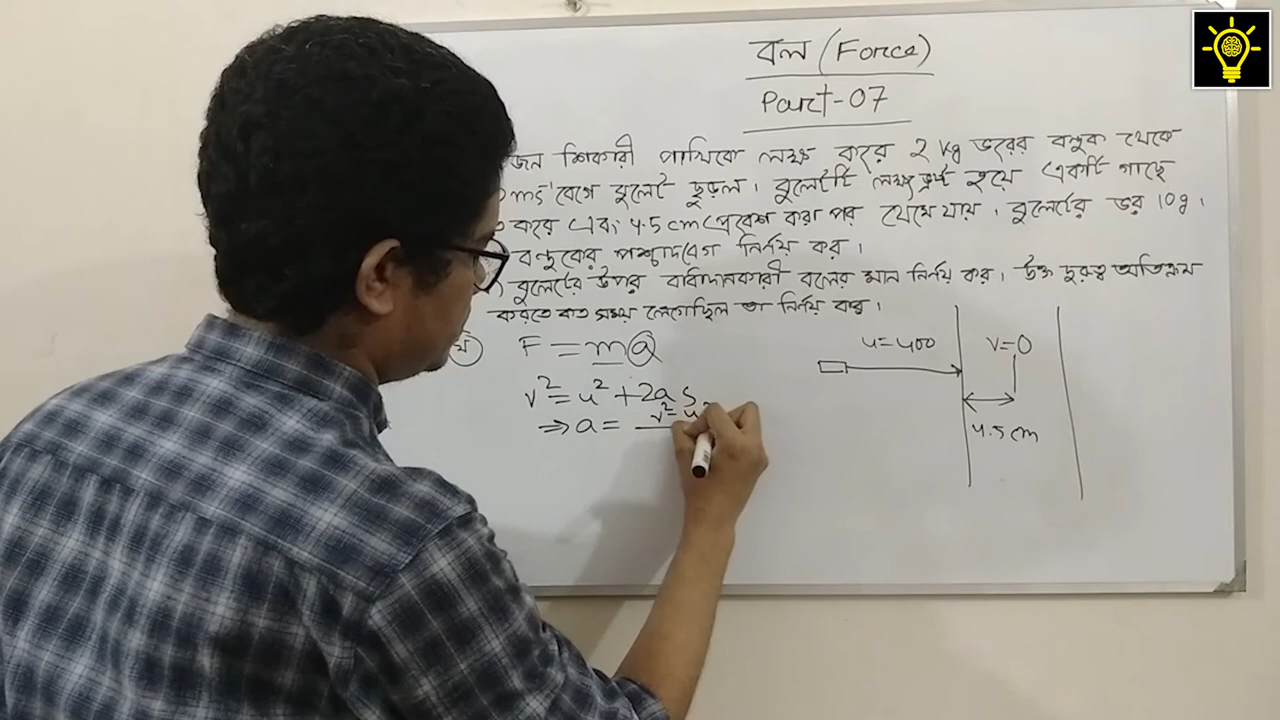 বল (Force)
Part-07
জন শিকারী পাখিকে লক্ষ্য করে 2 kg ভরের বন্দুক থেকে
ms⁻¹ বেগে বুলেট ছুড়ল। বুলেটটি লক্ষ্যভ্রষ্ট হয়ে একটি গাছে
করে এবং 4.5 cm প্রবেশ করা পর থেমে যায়। বুলেটের ভর 10g।
বন্দুকের পশ্চাদবেগ নির্ণয় কর।
) বুলেটের উপর বাধাদানকারী বলের মান নির্ণয় কর। উক্ত দুরত্ব অতিক্রম
করতে কত সময় লেগেছিল তা নির্ণয় কর।
F = ma
v² = u² + 2as
⇒ a = v² - u
u=400
v=0
4.5 cm